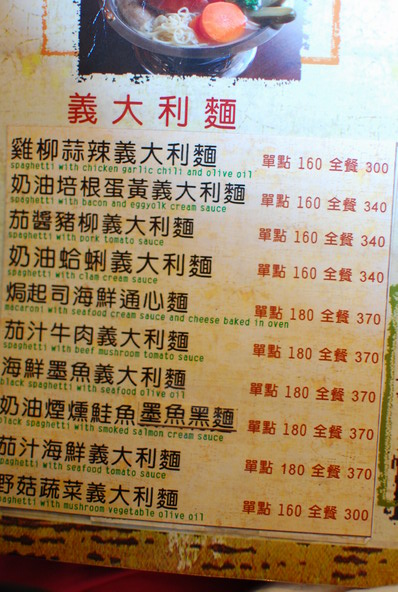 義大利麵
雞柳蒜辣義大利麵 單點 160 全餐 300
spaghetti with chicken garlic chili and olive oil
奶油培根蛋黃義大利麵 單點 160 全餐 340
spaghetti with bacon and eggyolk cream sauce
茄醬豬柳義大利麵 單點 160 全餐 340
spaghetti with pork tomato sauce
奶油蛤蜊義大利麵 單點 160 全餐 340
spaghetti with clam cream sauce
焗起司海鮮通心麵 單點 180 全餐 370
macaroni with seafood cream sauce and cheese baked in oven
茄汁牛肉義大利麵 單點 180 全餐 370
spaghetti with beef mushroom tomato sauce
海鮮墨魚義大利麵 單點 180 全餐 370
black spaghetti with seafood olive oil
奶油煙燻鮭魚墨魚黑麵 單點 180 全餐 370
black spaghetti with smoked salmon cream sauce
茄汁海鮮義大利麵 單點 180 全餐 370
spaghetti with seafood tomato sauce
野菇蔬菜義大利麵 單點 160 全餐 300
spaghetti with mushroom vegetable olive oil